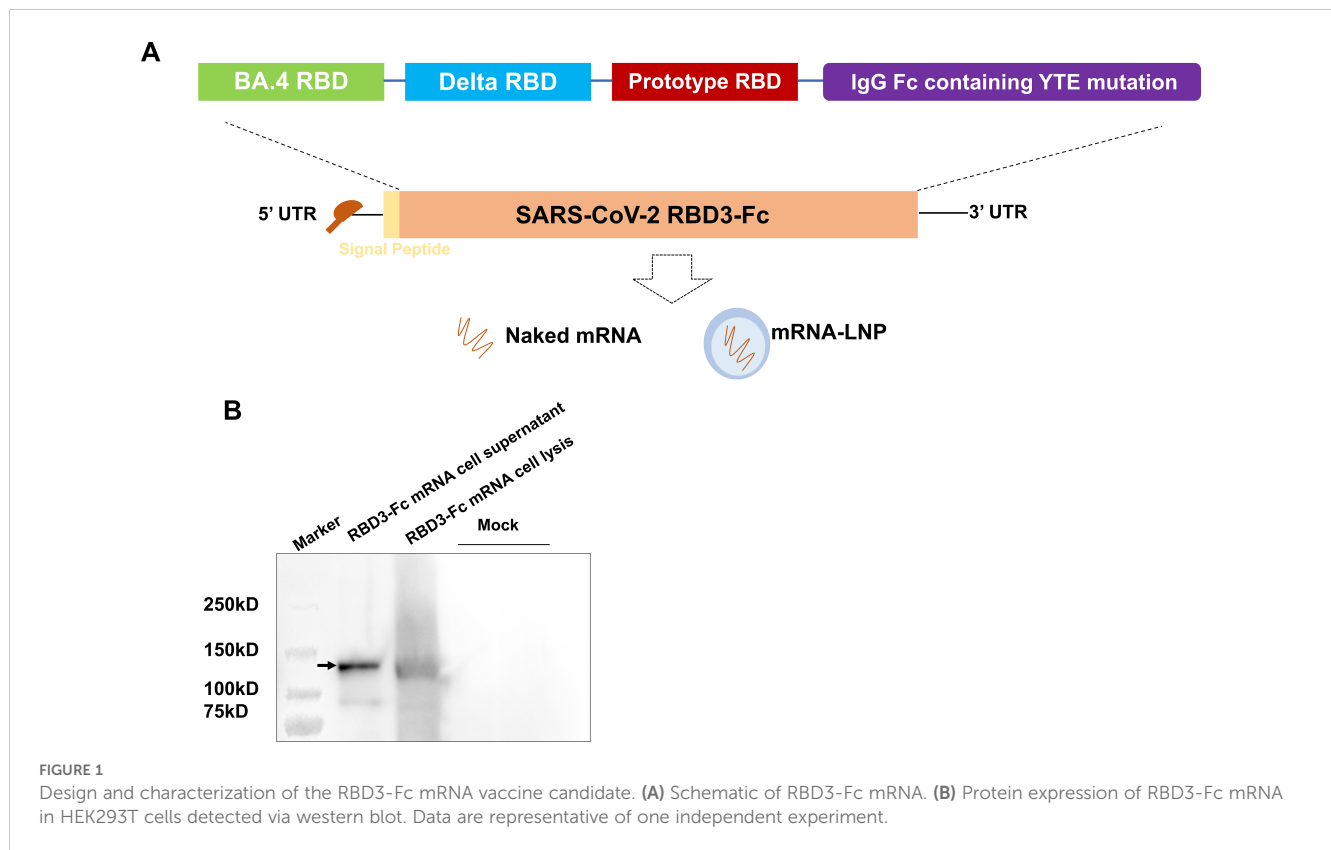 A
BA.4 RBD
Delta RBD
Prototype RBD
IgG Fc containing YTE mutation
5’ UTR
SARS-CoV-2 RBD3-Fc
3’ UTR
Signal Peptide
Naked mRNA
mRNA-LNP
B
Marker
RBD3-Fc mRNA cell supernatant
RBD3-Fc mRNA cell lysis
Mock
250kD
150kD
100kD
75kD
FIGURE 1
Design and characterization of the RBD3-Fc mRNA vaccine candidate. (A) Schematic of RBD3-Fc mRNA. (B) Protein expression of RBD3-Fc mRNA
in HEK293T cells detected via western blot. Data are representative of one independent experiment.